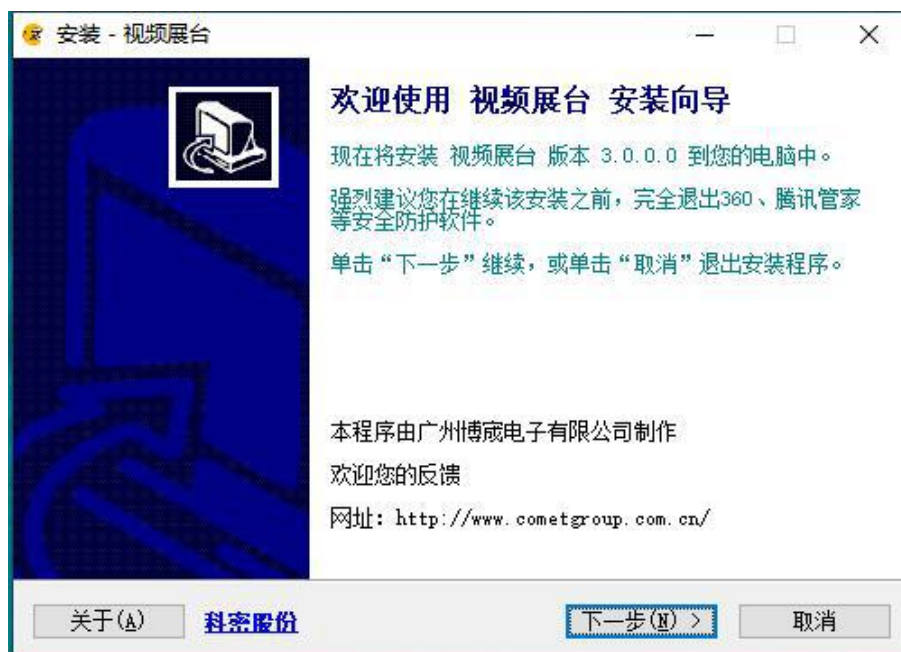 安装 - 视频展台
欢迎使用 视频展台 安装向导
现在将安装 视频展台 版本 3.0.0.0 到您的电脑中。
强烈建议您在继续该安装之前，完全退出360、腾讯管家
等安全防护软件。
单击“下一步”继续，或单击“取消”退出安装程序。
本程序由广州博宬电子有限公司制作
欢迎您的反馈
网址：http://www.cometgroup.com.cn/
关于(A)
科密股份
下一步(N) >
取消